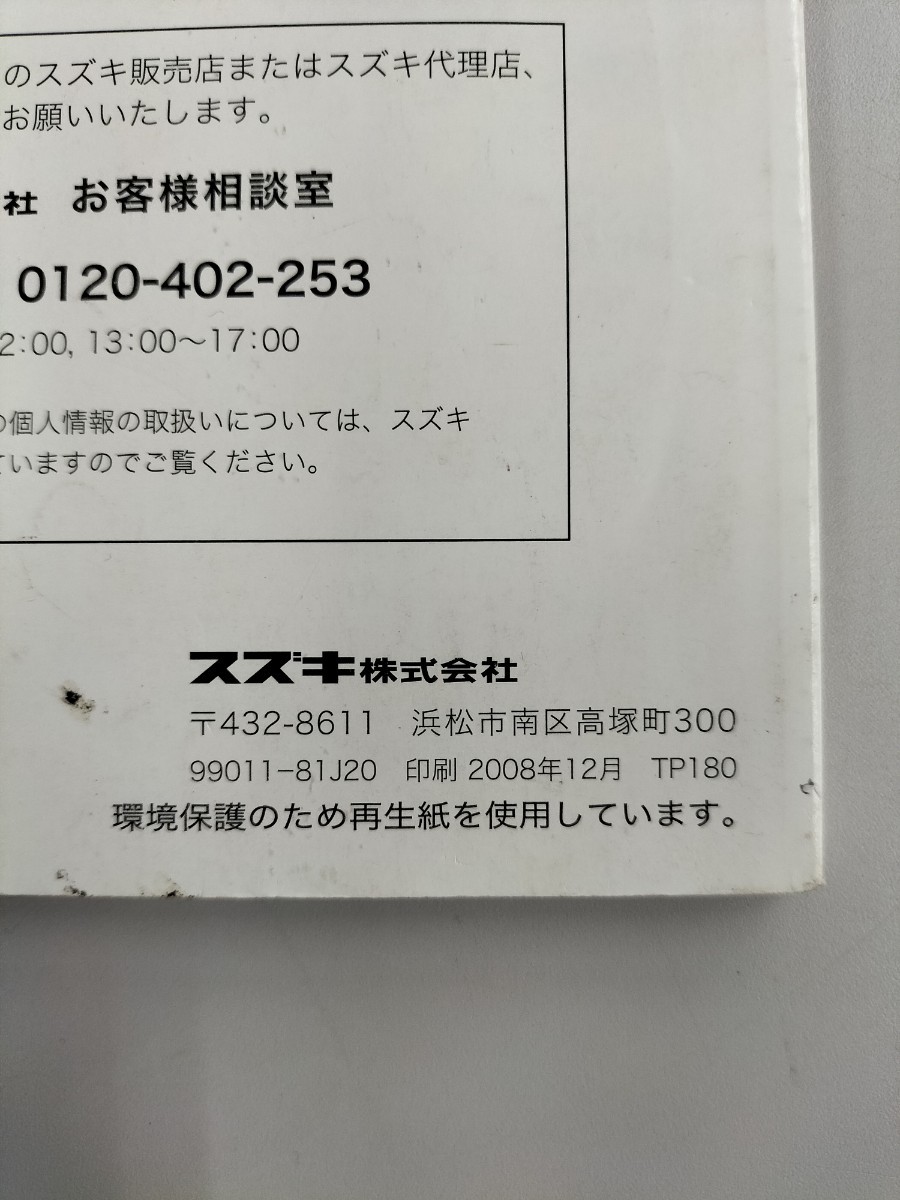 のスズキ販売店またはスズキ代理店、
お願いいたします。
社 お客様相談室
0120-402-253
2:00, 13:00〜17:00
の個人情報の取扱いについては、スズキ
ていますのでご覧ください。
スズキ株式会社
〒432-8611 浜松市南区高塚町300
99011−81J20 印刷 2008年12月 TP180
環境保護のため再生紙を使用しています。